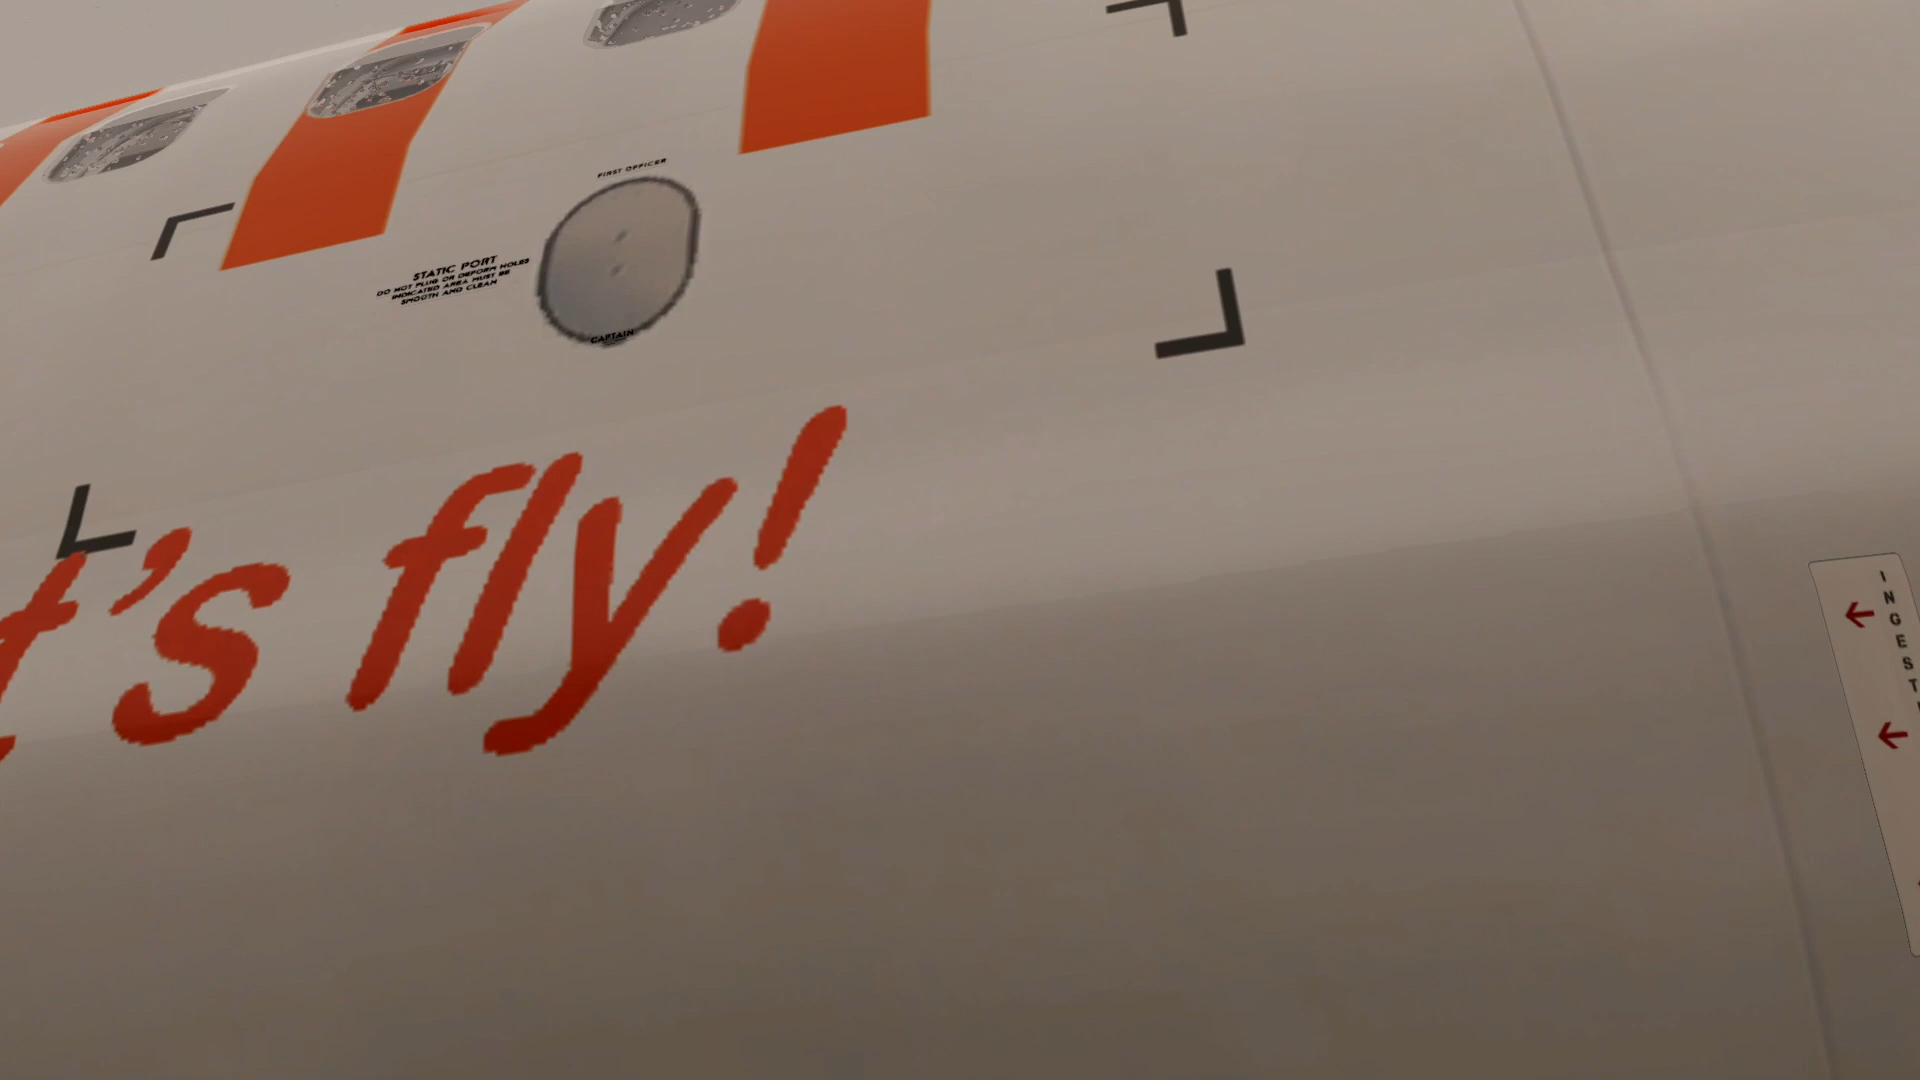 FIRST OFFICER
STATIC PORT
DO NOT PLUG OR DEFORM HOLES
INDICATED AREA MUST BE
SMOOTH AND CLEAN
CAPTAIN
t's fly!
INGEST